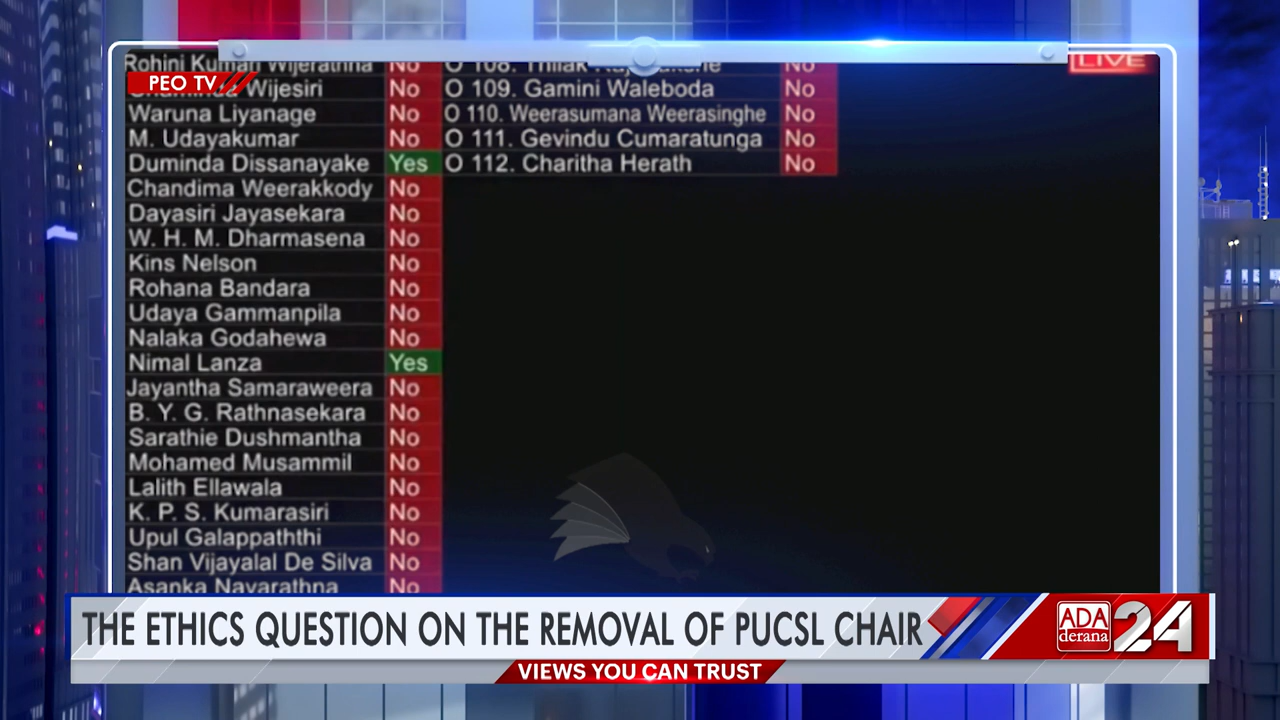 Rohini Kumari Wijerathna No
PEO TV
Wijesiri No
Waruna Liyanage No
M. Udayakumar No
Duminda Dissanayake Yes
Chandima Weerakkody No
Dayasiri Jayasekara No
W. H. M. Dharmasena No
Kins Nelson No
Rohana Bandara No
Udaya Gammanpila No
Nalaka Godahewa No
Nimal Lanza Yes
Jayantha Samaraweera No
B. Y. G. Rathnasekara No
Sarathie Dushmantha No
Mohamed Musammil No
Lalith Ellawala No
K. P. S. Kumarasiri No
Upul Galappaththi No
Shan Vijayalal De Silva No
Asanka Navarathna No
O 108. Thilak No
O 109. Gamini Waleboda No
O 110. Weerasumana Weerasinghe No
O 111. Gevindu Cumaratunga No
O 112. Charitha Herath No
LIVE
THE ETHICS QUESTION ON THE REMOVAL OF PUCSL CHAIR
ADA
derana
24
VIEWS YOU CAN TRUST